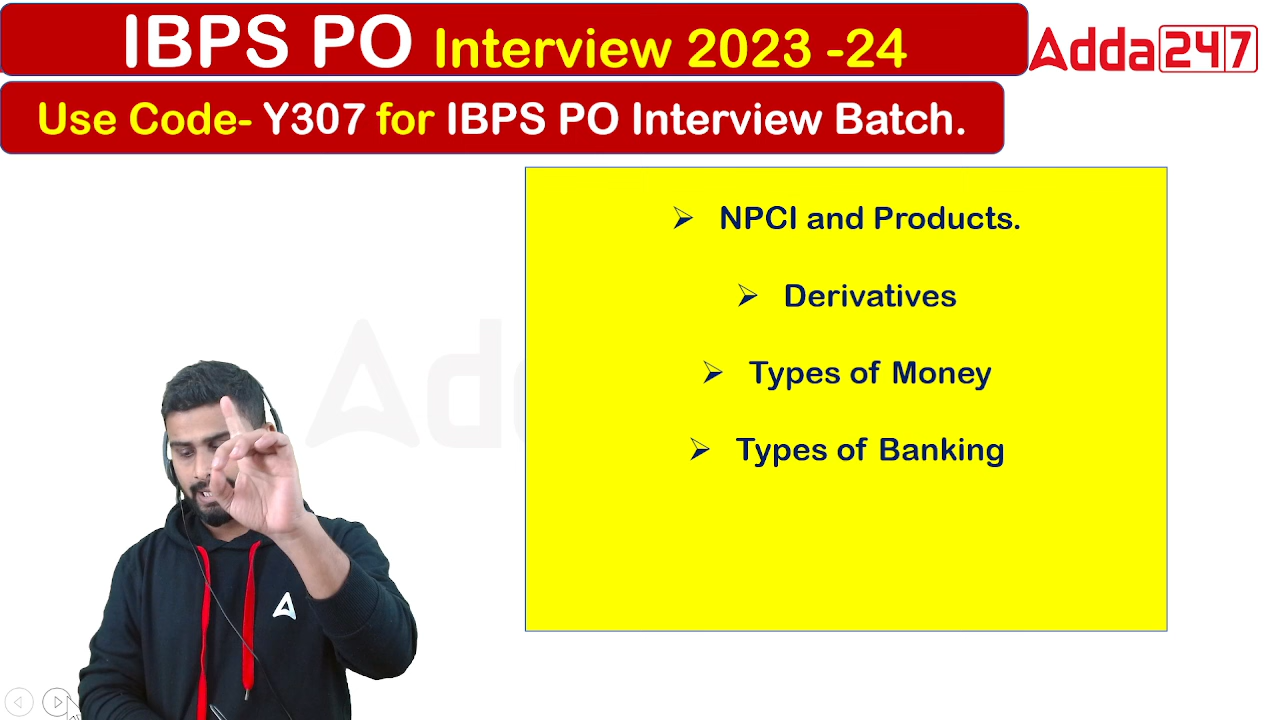 IBPS PO Interview 2023 -24
Adda247
Use Code- Y307 for IBPS PO Interview Batch.
➢ NPCI and Products.
➢ Derivatives
➢ Types of Money
➢ Types of Banking